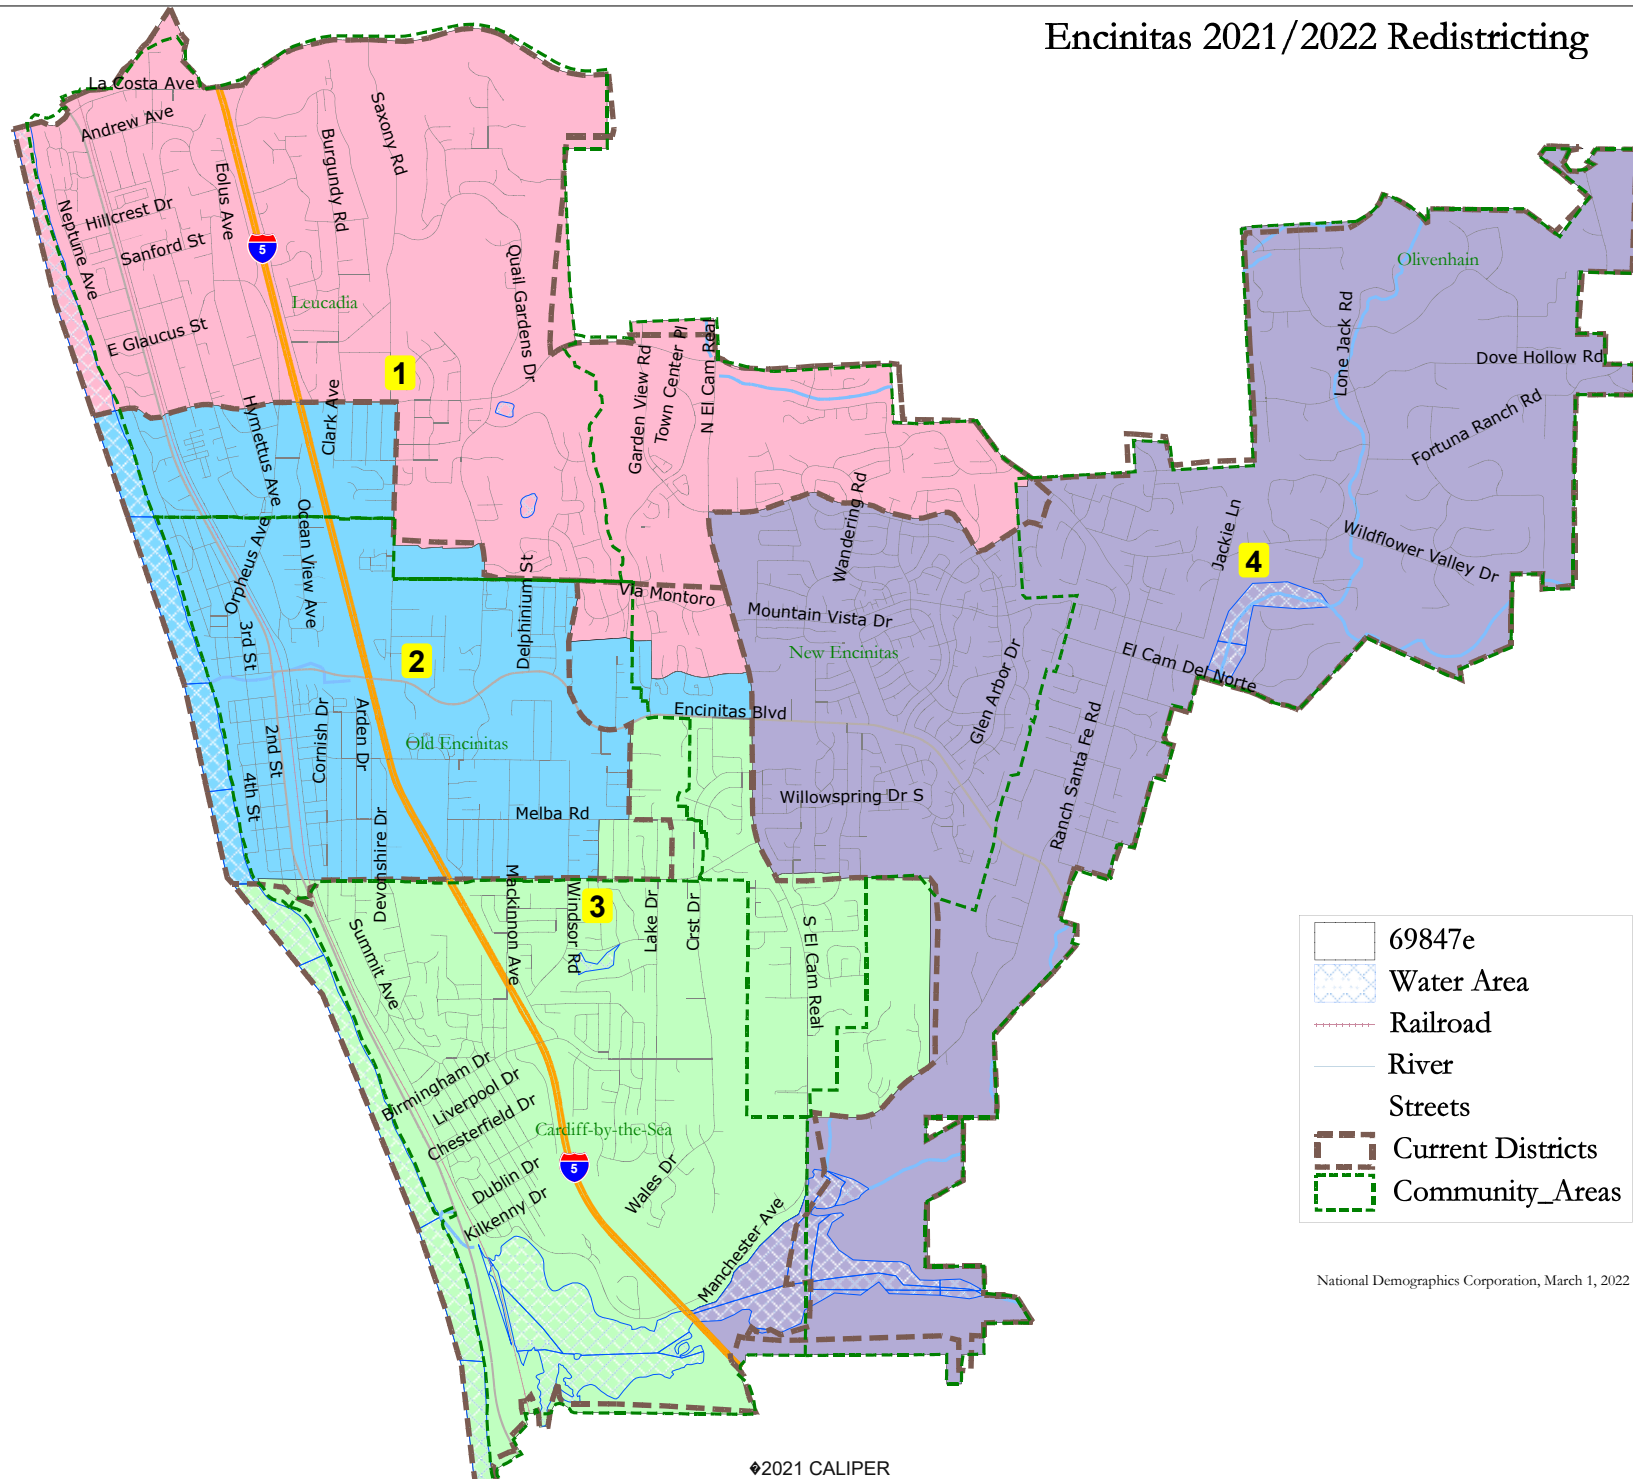 Encinitas 2021/2022 Redistricting
La Costa Ave
Andrew Ave
Saxony Rd
Burgundy Rd
Eolus Ave
Neptune Ave
Hillcrest Dr
Sanford St
5
Leucadia
Quail Gardens Dr
E Glaucus St
1
Clark Ave
Hymettus Ave
Garden View Rd
Town Center Pl
N El Cam Real
Olivenhain
Lone Jack Rd
Dove Hollow Rd
Fortuna Ranch Rd
Wandering Rd
Jackie Ln
Wildflower Valley Dr
4
Orpheus Ave
Ocean View Ave
Delphinium St
Via Montoro
Mountain Vista Dr
New Encinitas
3rd St
2
Glen Arbor Dr
El Cam Del Norte
Encinitas Blvd
2nd St
Cornish Dr
Arden Dr
Old Encinitas
4th St
Melba Rd
Willowspring Dr S
Ranch Santa Fe Rd
Devonshire Dr
Mackinnon Ave
Windsor Rd
3
Lake Dr
Crst Dr
S El Cam Real
Summit Ave
Birmingham Dr
Liverpool Dr
Chesterfield Dr
Cardiff-by-the-Sea
5
Dublin Dr
Kilkenny Dr
Wales Dr
Manchester Ave
69847e
Water Area
Railroad
River
Streets
Current Districts
Community_Areas
National Demographics Corporation, March 1, 2022
�2021 CALIPER